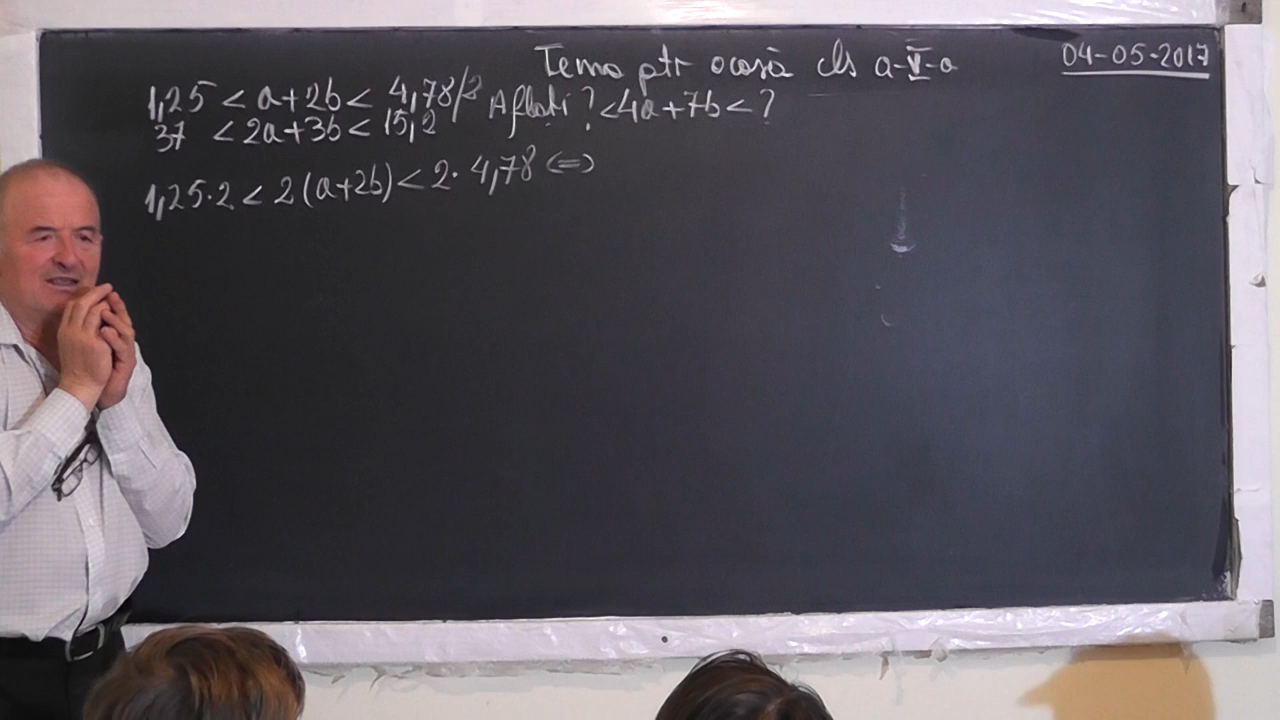 Tema ptr acasă cls a-V-a 04-05-2017
1,25 < a+2b < 4,78/2 Aflati ? < 4a+7b < ?
37 < 2a+3b < 15,2
1,25·2 < 2(a+2b) < 2·4,78 <=>